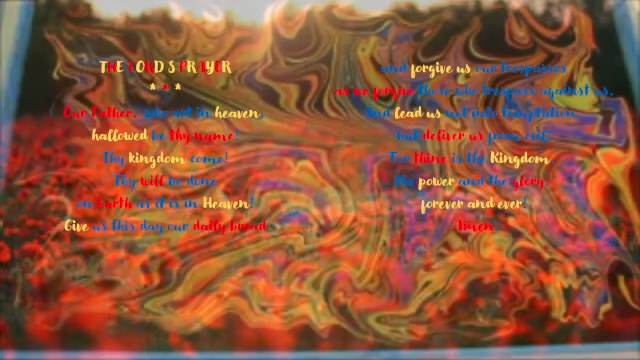 THE LORD'S PRAYER
* * *
Our Father, who art in heaven,
hallowed be Thy name!
Thy kingdom come!
Thy will be done
on Earth as it is in Heaven!
Give us this day our daily bread
and forgive us our trespasses
as we forgive those who trespass against us.
And lead us not into temptation
but deliver us from evil!
For Thine is the Kingdom
the power and the glory
forever and ever!
Amen